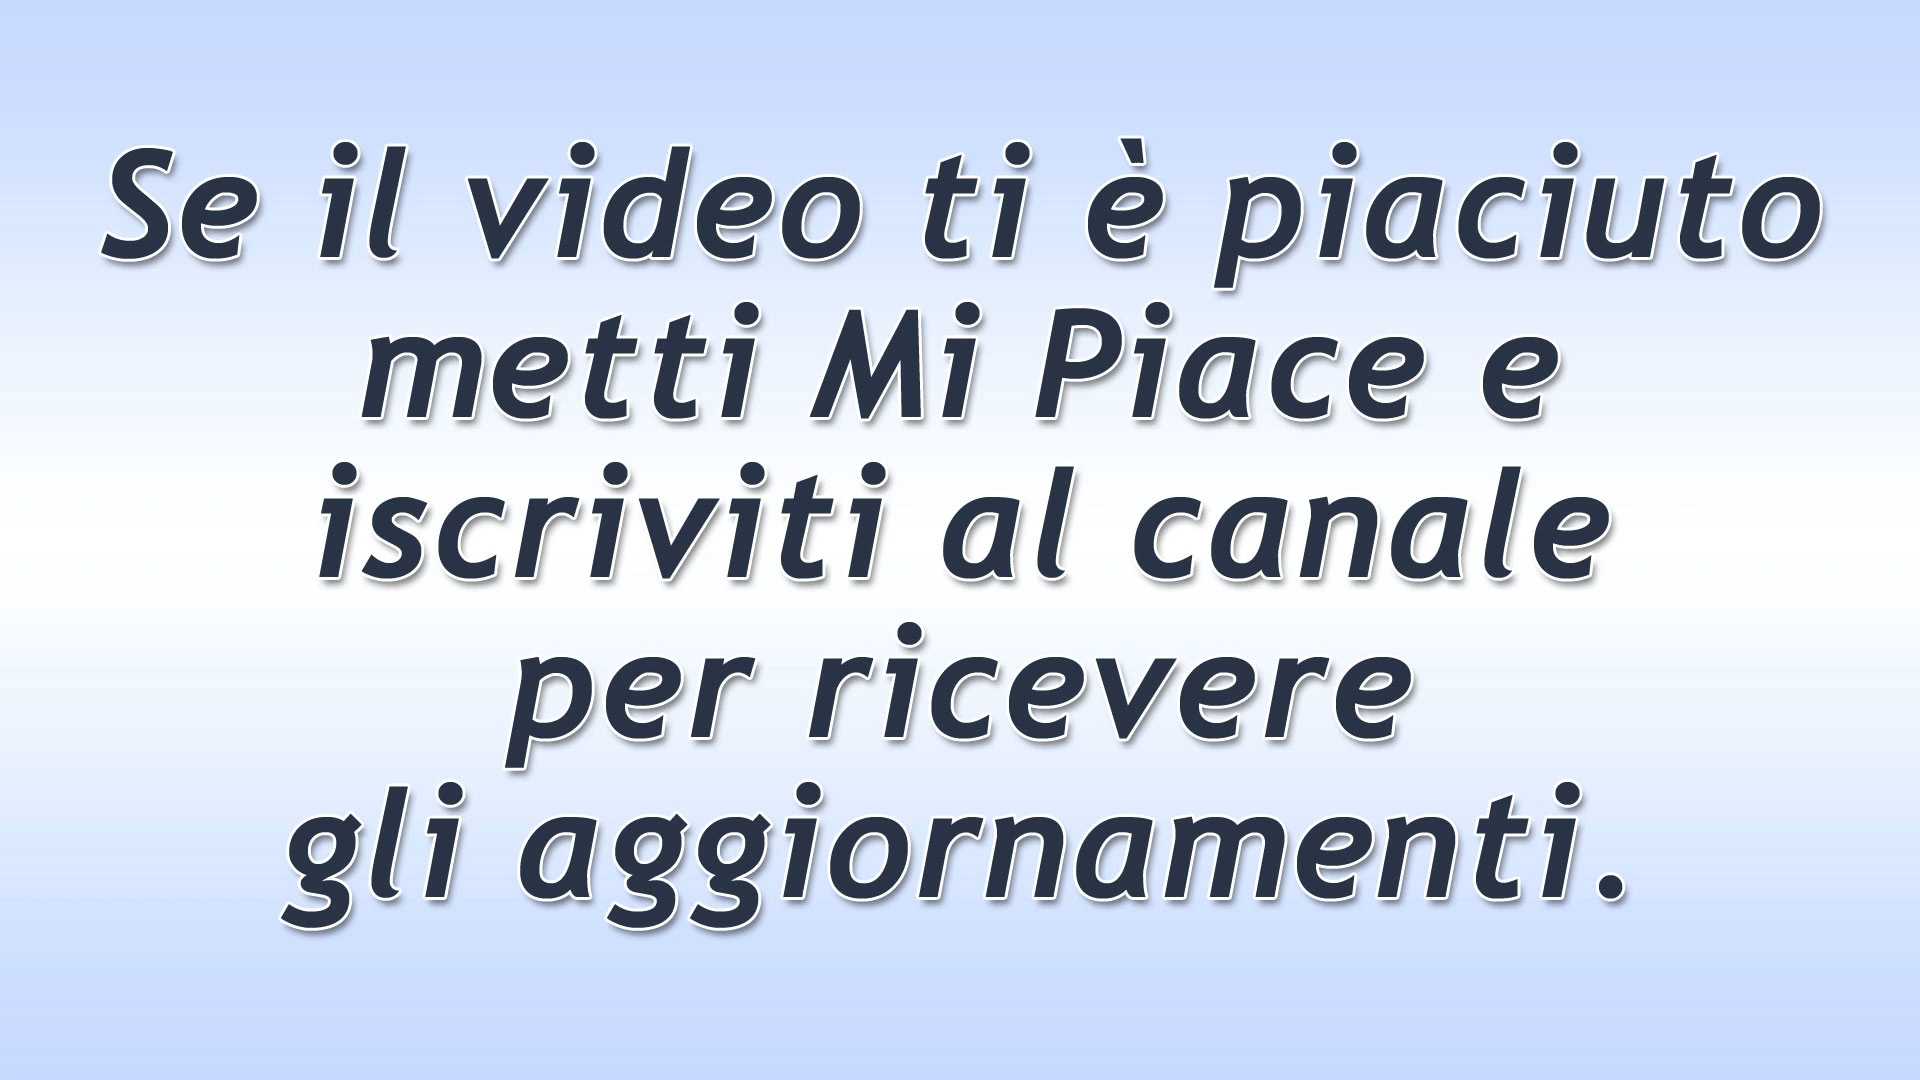 Se il video ti è piaciuto
metti Mi Piace e
iscriviti al canale
per ricevere
gli aggiornamenti.